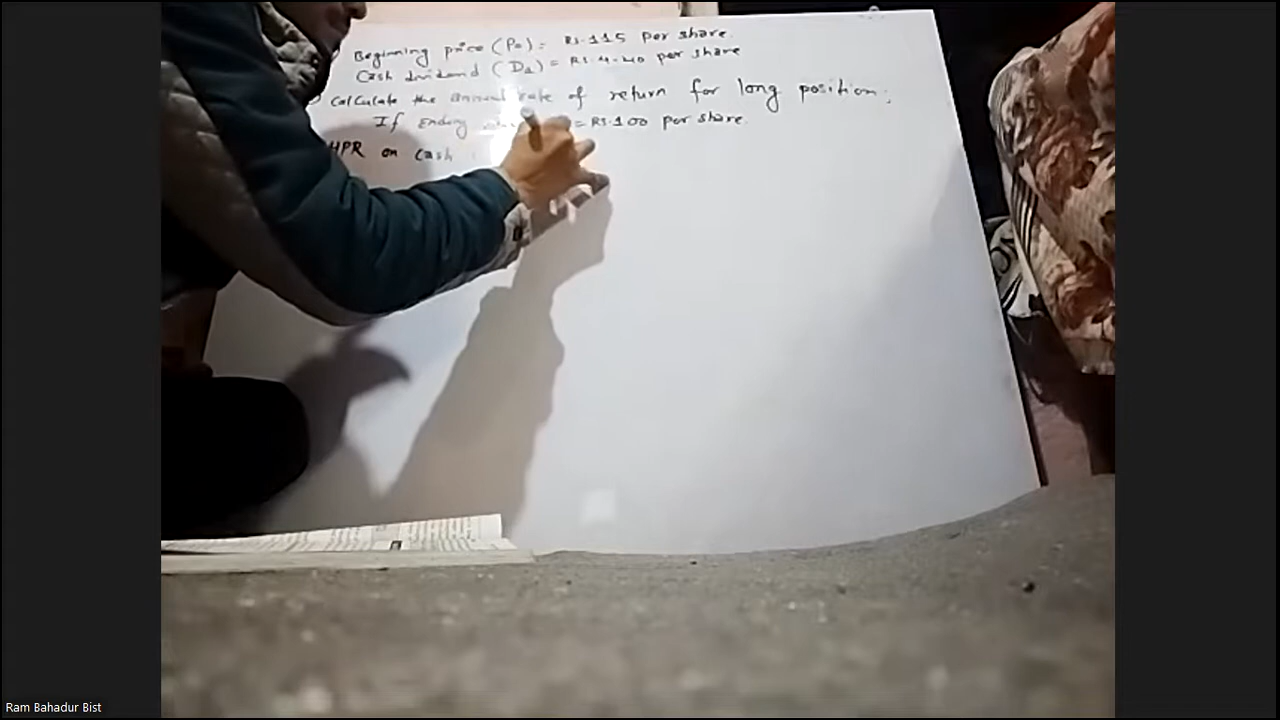 Beginning price (P0) = Rs.115 per share.
Cash dividend (D1) = Rs.4.40 per share
Calculate the annual rate of return for long position;
If Ending = Rs.100 per share.
HPR on Cash
Ram Bahadur Bist